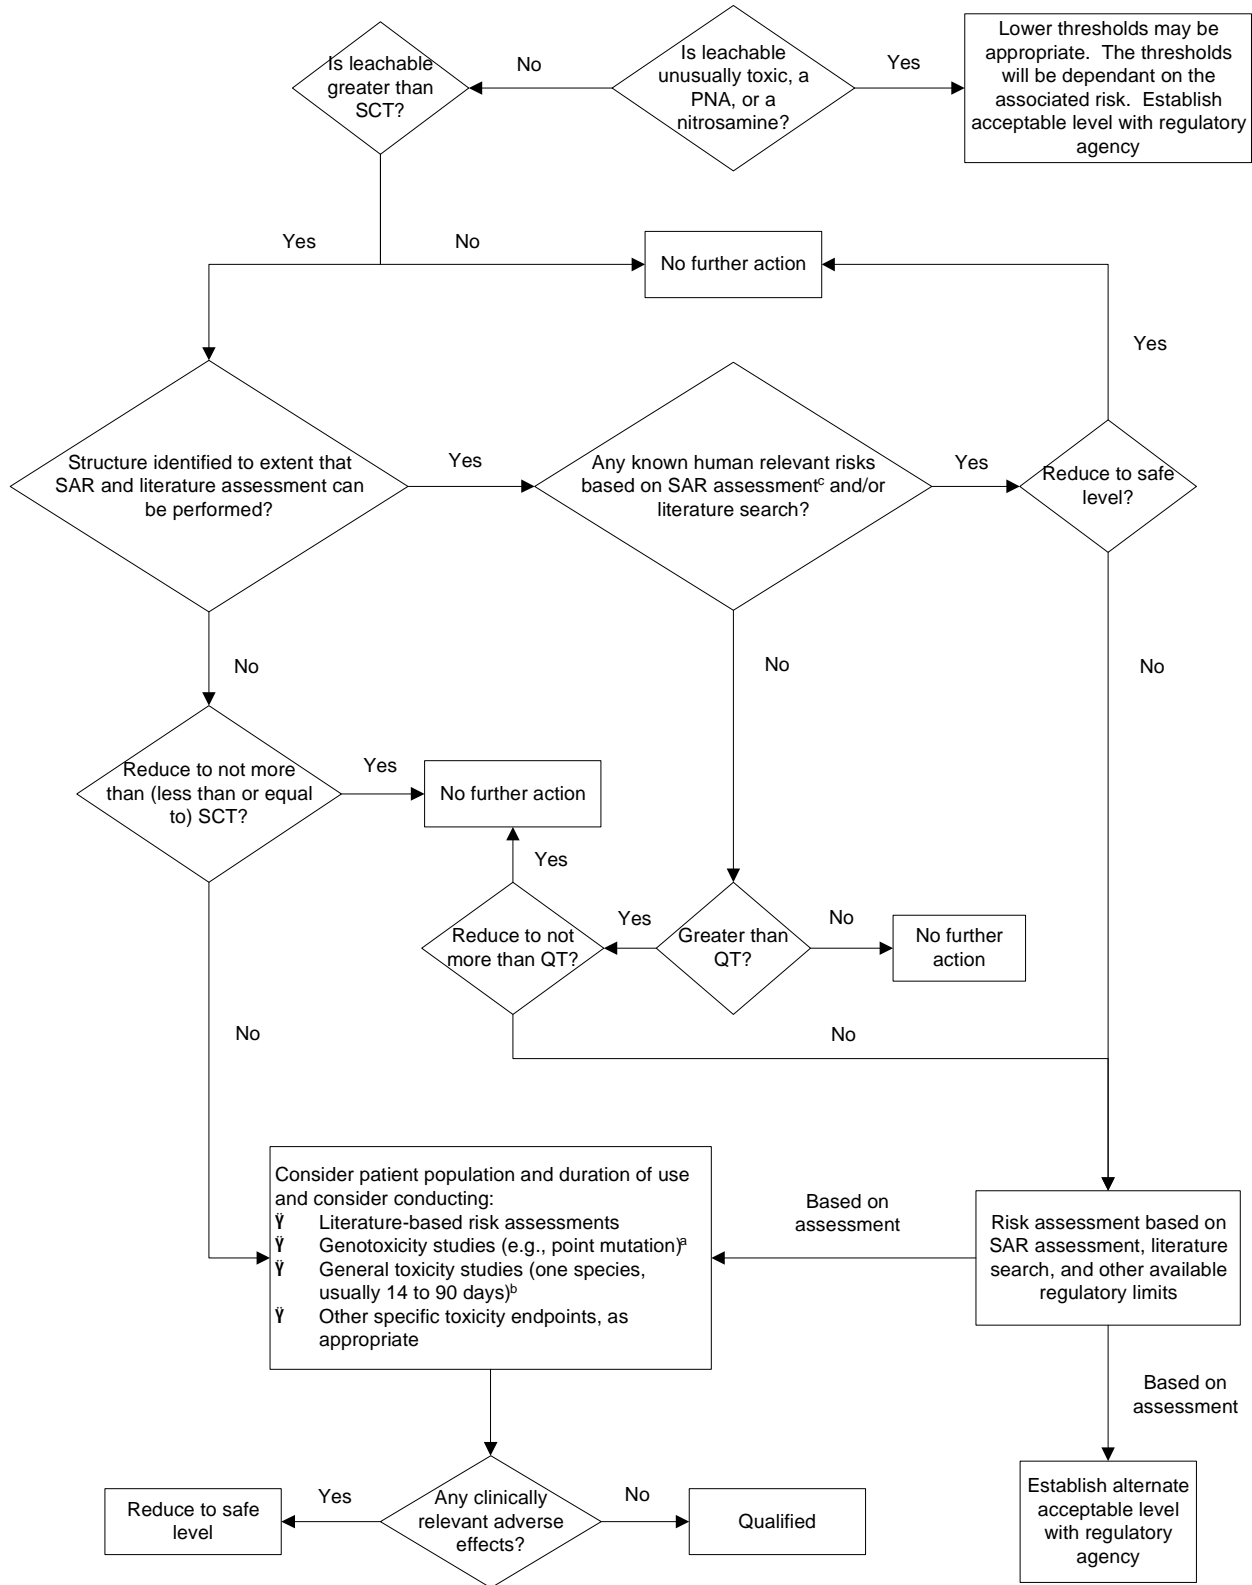 Is leachable
greater than
SCT?
No
Is leachable
unusually toxic, a
PNA, or a
nitrosamine?
Yes
Lower thresholds may be
appropriate.  The thresholds
will be dependant on the
associated risk.  Establish
acceptable level with regulatory
agency
Yes
No
No further action
Yes
Structure identified to extent that
SAR and literature assessment can
be performed?
Yes
Any known human relevant risks
based on SAR assessmentᶜ and/or
literature search?
Yes
Reduce to safe
level?
No
No
No
Reduce to not more
than (less than or equal
to) SCT?
Yes
No further action
Yes
Reduce to not
more than QT?
Yes
Greater than
QT?
No
No further
action
No
No
Consider patient population and duration of use
and consider conducting:
Ÿ Literature-based risk assessments
Ÿ Genotoxicity studies (e.g., point mutation)ᵃ
Ÿ General toxicity studies (one species,
usually 14 to 90 days)ᵇ
Ÿ Other specific toxicity endpoints, as
appropriate
Based on
assessment
Risk assessment based on
SAR assessment, literature
search, and other available
regulatory limits
Based on
assessment
Reduce to safe
level
Yes
Any clinically
relevant adverse
effects?
No
Qualified
Establish alternate
acceptable level
with regulatory
agency